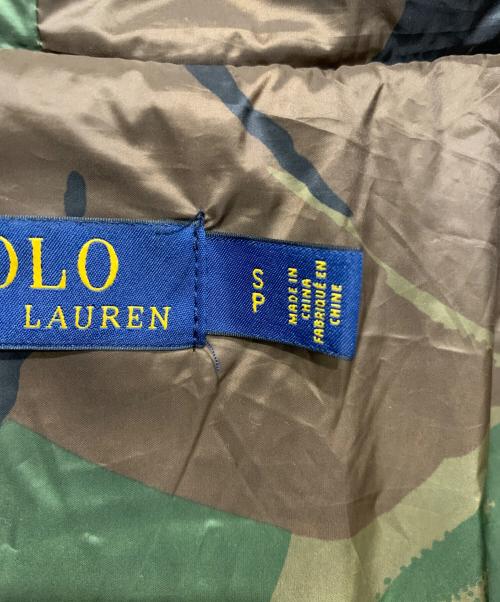 OLO
LAUREN
S
P
MADE IN
CHINA
FABRIQUÉ EN
CHINE